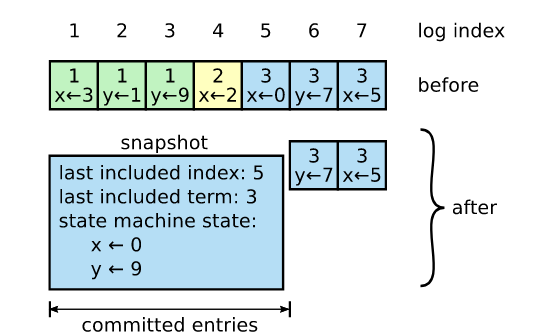 1 2 3 4 5 6 7 log index
1 1 1 2 3 3 3
x←3 y←1 y←9 x←2 x←0 y←7 x←5
before
snapshot
3 3
y←7 x←5
last included index: 5
last included term: 3
state machine state:
x ← 0
y ← 9
after
committed entries